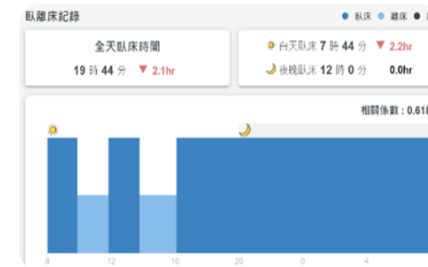 臥離床紀錄
臥床 離床
全天臥床時間
19 時 44 分 ▼ 2.1hr
白天臥床 7 時 44 分 ▼ 2.2hr
夜晚臥床 12 時 0 分 0.0hr
相關係數 : 0.618
8 12 16 20 0 4